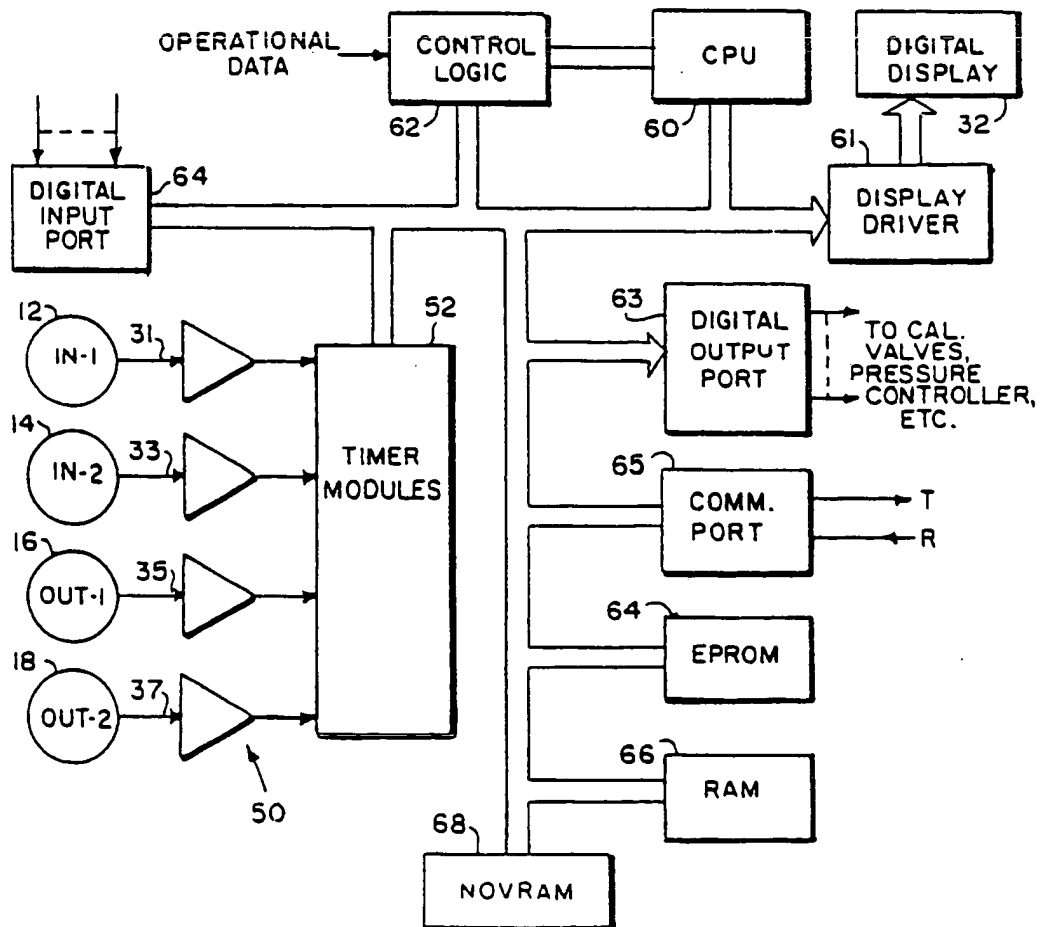 OPERATIONAL
DATA
CONTROL
LOGIC
62
CPU
60
DIGITAL
DISPLAY
32
61
DISPLAY
DRIVER
64
DIGITAL
INPUT
PORT
12
IN-1
31
14
IN-2
33
16
OUT-1
35
18
OUT-2
37
50
52
TIMER
MODULES
63
DIGITAL
OUTPUT
PORT
TO CAL.
VALVES,
PRESSURE
CONTROLLER,
ETC.
65
COMM.
PORT
T
R
64
EPROM
66
RAM
68
NOVRAM